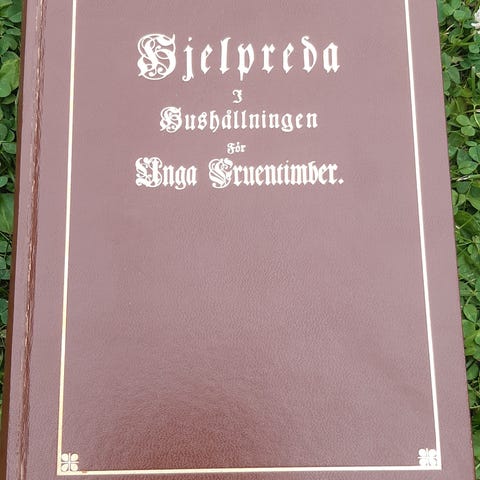 Hjelpreda
I
Hushållningen
För
Unga Fruentimber.